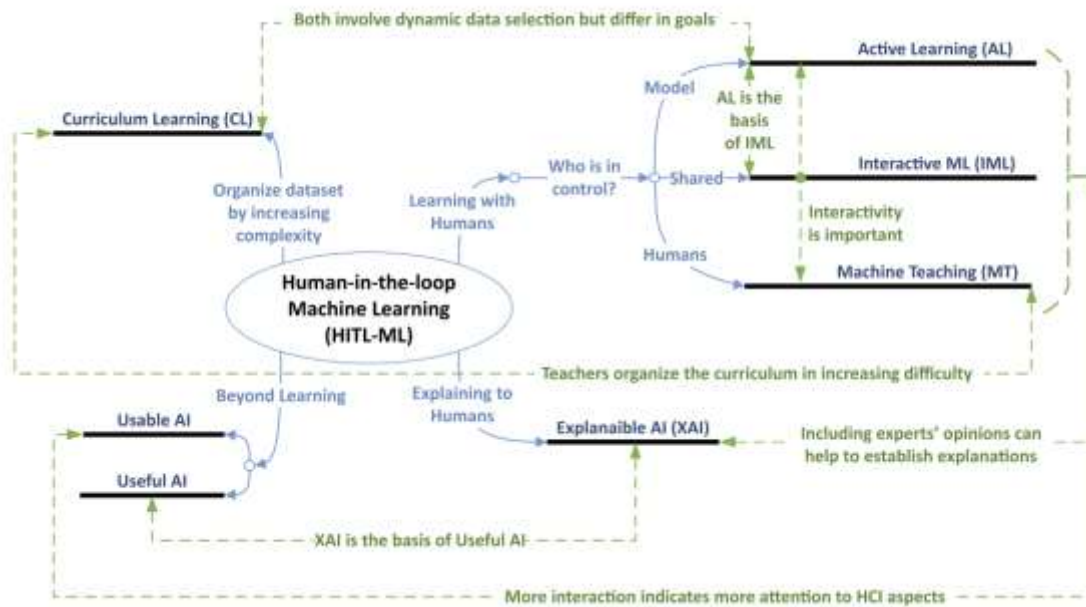 Both involve dynamic data selection but differ in goals
Active Learning (AL)
Model
AL is the
basis
of IML
Curriculum Learning (CL)
Who is in
control?
Shared
Interactive ML (IML)
Organize dataset
by increasing
complexity
Learning with
Humans
Interactivity
is important
Humans
Machine Teaching (MT)
Human-in-the-loop
Machine Learning
(HITL-ML)
Teachers organize the curriculum in increasing difficulty
Beyond Learning
Explaining to
Humans
Usable AI
Explanaible AI (XAI)
Including experts' opinions can
help to establish explanations
Useful AI
XAI is the basis of Useful AI
More interaction indicates more attention to HCI aspects